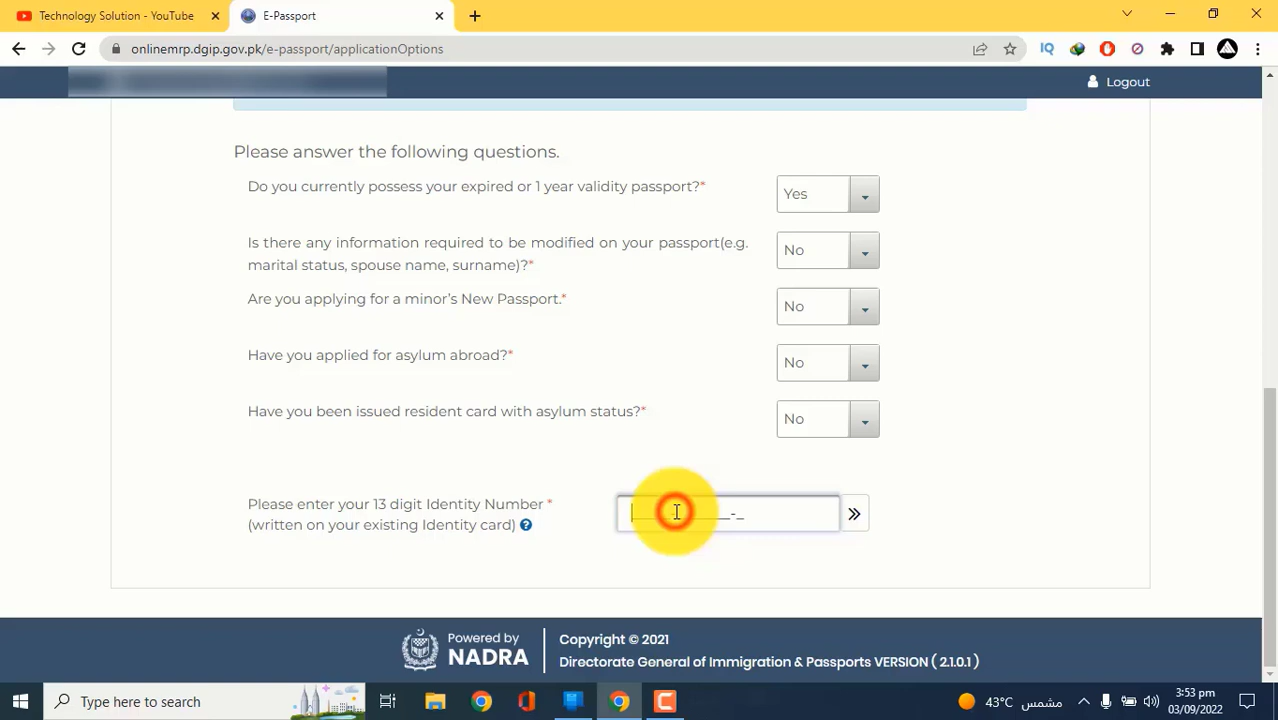 Technology Solution - YouTube
E-Passport
onlinemrp.dgip.gov.pk/e-passport/applicationOptions
IQ
Logout
Please answer the following questions.
Do you currently possess your expired or 1 year validity passport?*
Yes
Is there any information required to be modified on your passport(e.g. marital status, spouse name, surname)?*
No
Are you applying for a minor's New Passport.*
No
Have you applied for asylum abroad?*
No
Have you been issued resident card with asylum status?*
No
Please enter your 13 digit Identity Number *
(written on your existing Identity card)
Powered by
NADRA
Copyright © 2021
Directorate General of Immigration & Passports VERSION ( 2.1.0.1 )
Type here to search
43°C مشمس
3:53 pm
03/09/2022